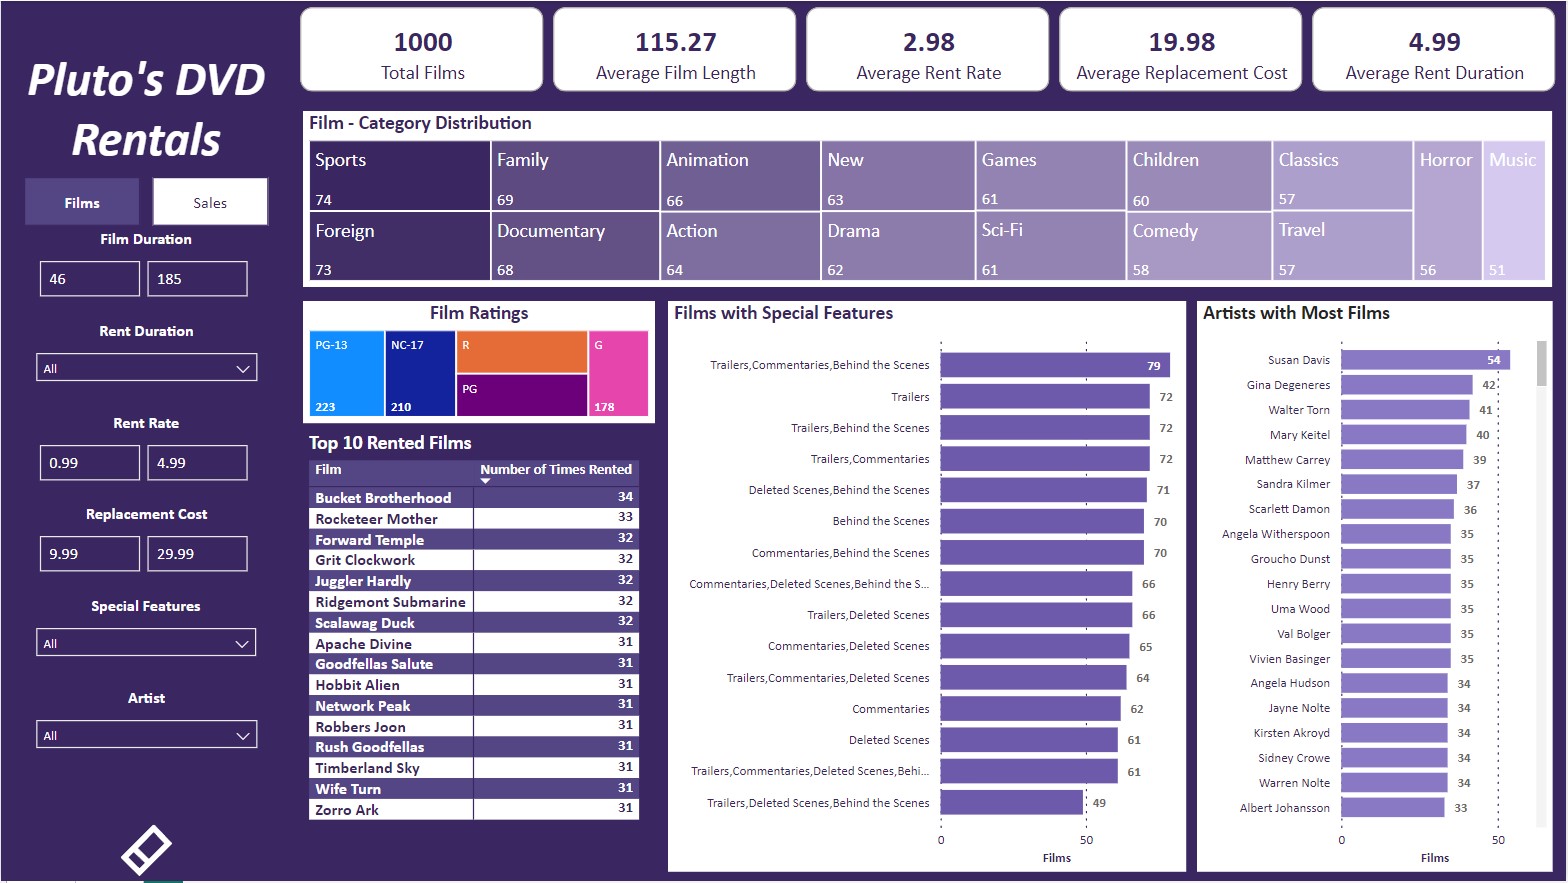 Pluto's DVD
Rentals
Films
Sales
Film Duration
46
185
Rent Duration
All
Rent Rate
0.99
4.99
Replacement Cost
9.99
29.99
Special Features
All
Artist
All
1000
Total Films
115.27
Average Film Length
2.98
Average Rent Rate
19.98
Average Replacement Cost
4.99
Average Rent Duration
Film - Category Distribution
Sports
74
Family
69
Animation
66
New
63
Games
61
Children
60
Classics
57
Horror
56
Music
51
Foreign
73
Documentary
68
Action
64
Drama
62
Sci-Fi
61
Comedy
58
Travel
57
Film Ratings
PG-13
223
NC-17
210
R
PG
G
178
Top 10 Rented Films
Film Number of Times Rented
Bucket Brotherhood 34
Rocketeer Mother 33
Forward Temple 32
Grit Clockwork 32
Juggler Hardly 32
Ridgemont Submarine 32
Scalawag Duck 32
Apache Divine 31
Goodfellas Salute 31
Hobbit Alien 31
Network Peak 31
Robbers Joon 31
Rush Goodfellas 31
Timberland Sky 31
Wife Turn 31
Zorro Ark 31
Films with Special Features
Trailers,Commentaries,Behind the Scenes 79
Trailers 72
Trailers,Behind the Scenes 72
Trailers,Commentaries 72
Deleted Scenes,Behind the Scenes 71
Behind the Scenes 70
Commentaries,Behind the Scenes 70
Commentaries,Deleted Scenes,Behind the S... 66
Trailers,Deleted Scenes 66
Commentaries,Deleted Scenes 65
Trailers,Commentaries,Deleted Scenes 64
Commentaries 62
Deleted Scenes 61
Trailers,Commentaries,Deleted Scenes,Behi... 61
Trailers,Deleted Scenes,Behind the Scenes 49
0 50
Films
Artists with Most Films
Susan Davis 54
Gina Degeneres 42
Walter Torn 41
Mary Keitel 40
Matthew Carrey 39
Sandra Kilmer 37
Scarlett Damon 36
Angela Witherspoon 35
Groucho Dunst 35
Henry Berry 35
Uma Wood 35
Val Bolger 35
Vivien Basinger 35
Angela Hudson 34
Jayne Nolte 34
Kirsten Akroyd 34
Sidney Crowe 34
Warren Nolte 34
Albert Johansson 33
0 50
Films